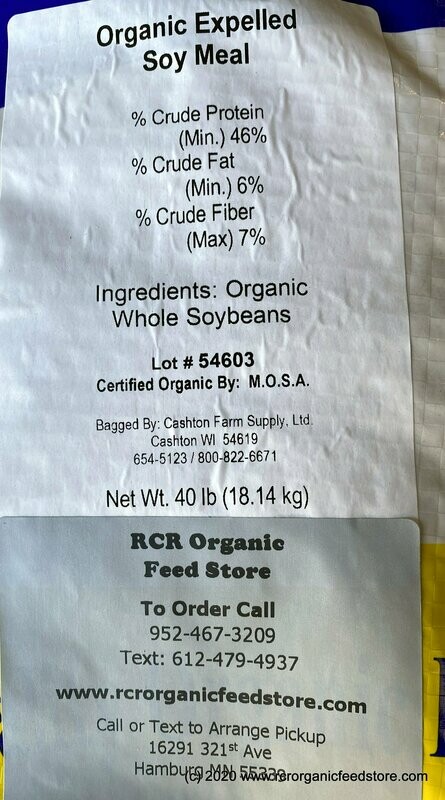 Organic Expelled
Soy Meal
% Crude Protein
(Min.) 46%
% Crude Fat
(Min.) 6%
% Crude Fiber
(Max) 7%
Ingredients: Organic
Whole Soybeans
Lot # 54603
Certified Organic By: M.O.S.A.
Bagged By: Cashton Farm Supply, Ltd.
Cashton WI 54619
654-5123 / 800-822-6671
Net Wt. 40 lb (18.14 kg)
RCR Organic
Feed Store
To Order Call
952-467-3209
Text: 612-479-4937
www.rcrorganicfeedstore.com
Call or Text to Arrange Pickup
16291 321st Ave
Hamburg MN
(c) 2020 www.rcrorganicfeedstore.com